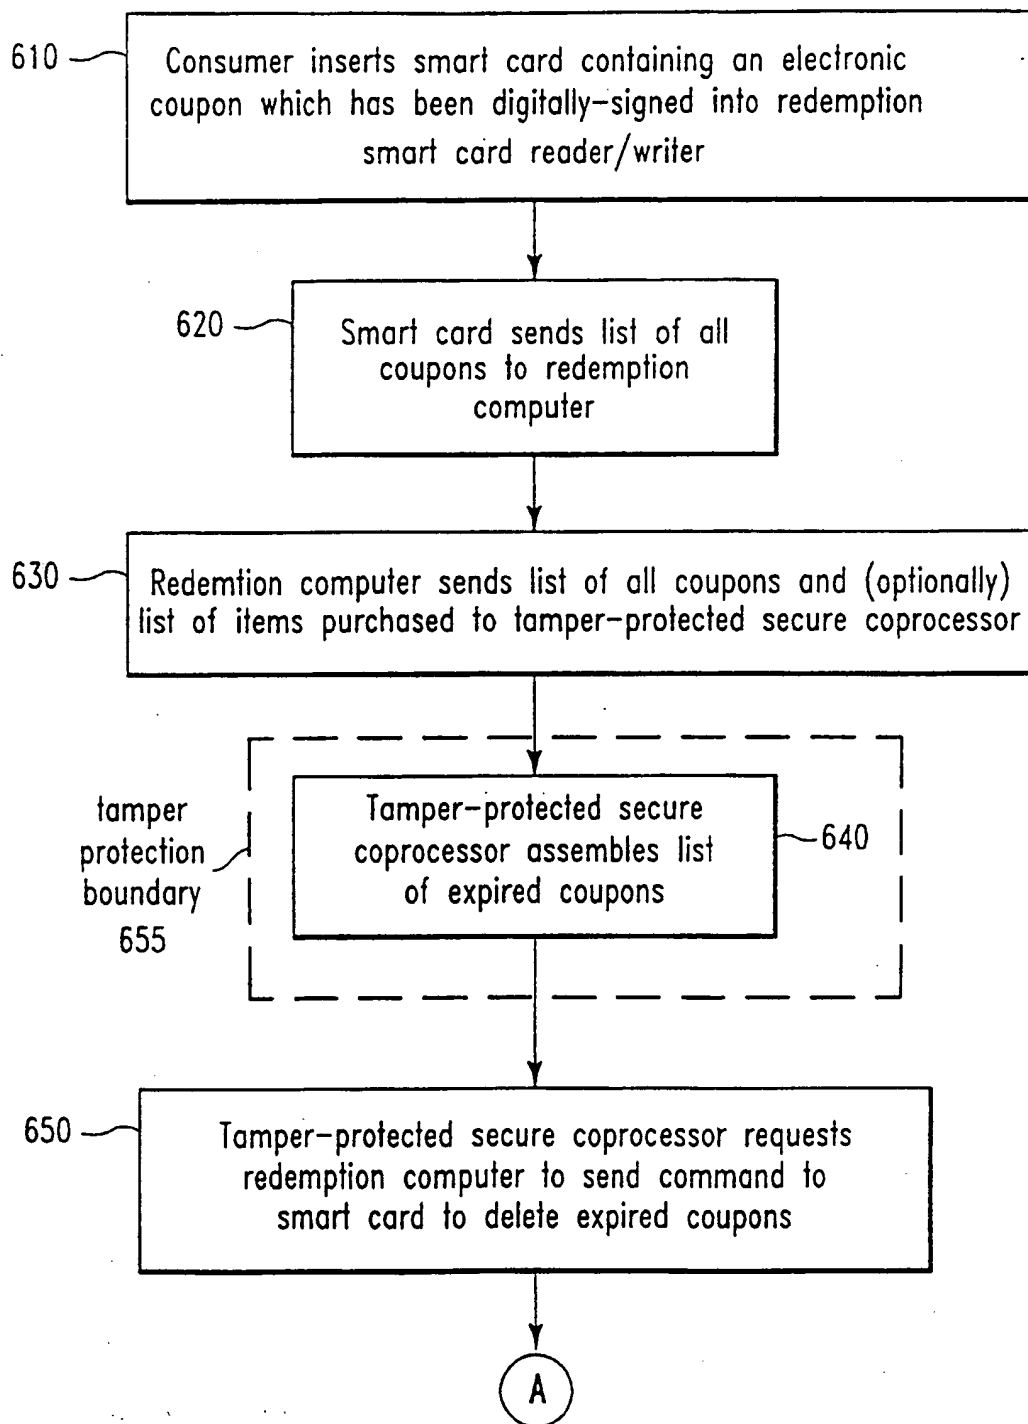 610
Consumer inserts smart card containing an electronic
coupon which has been digitally-signed into redemption
smart card reader/writer
620
Smart card sends list of all
coupons to redemption
computer
630
Redemtion computer sends list of all coupons and (optionally)
list of items purchased to tamper-protected secure coprocessor
tamper
protection
boundary
655
Tamper-protected secure
coprocessor assembles list
of expired coupons
640
650
Tamper-protected secure coprocessor requests
redemption computer to send command to
smart card to delete expired coupons
A